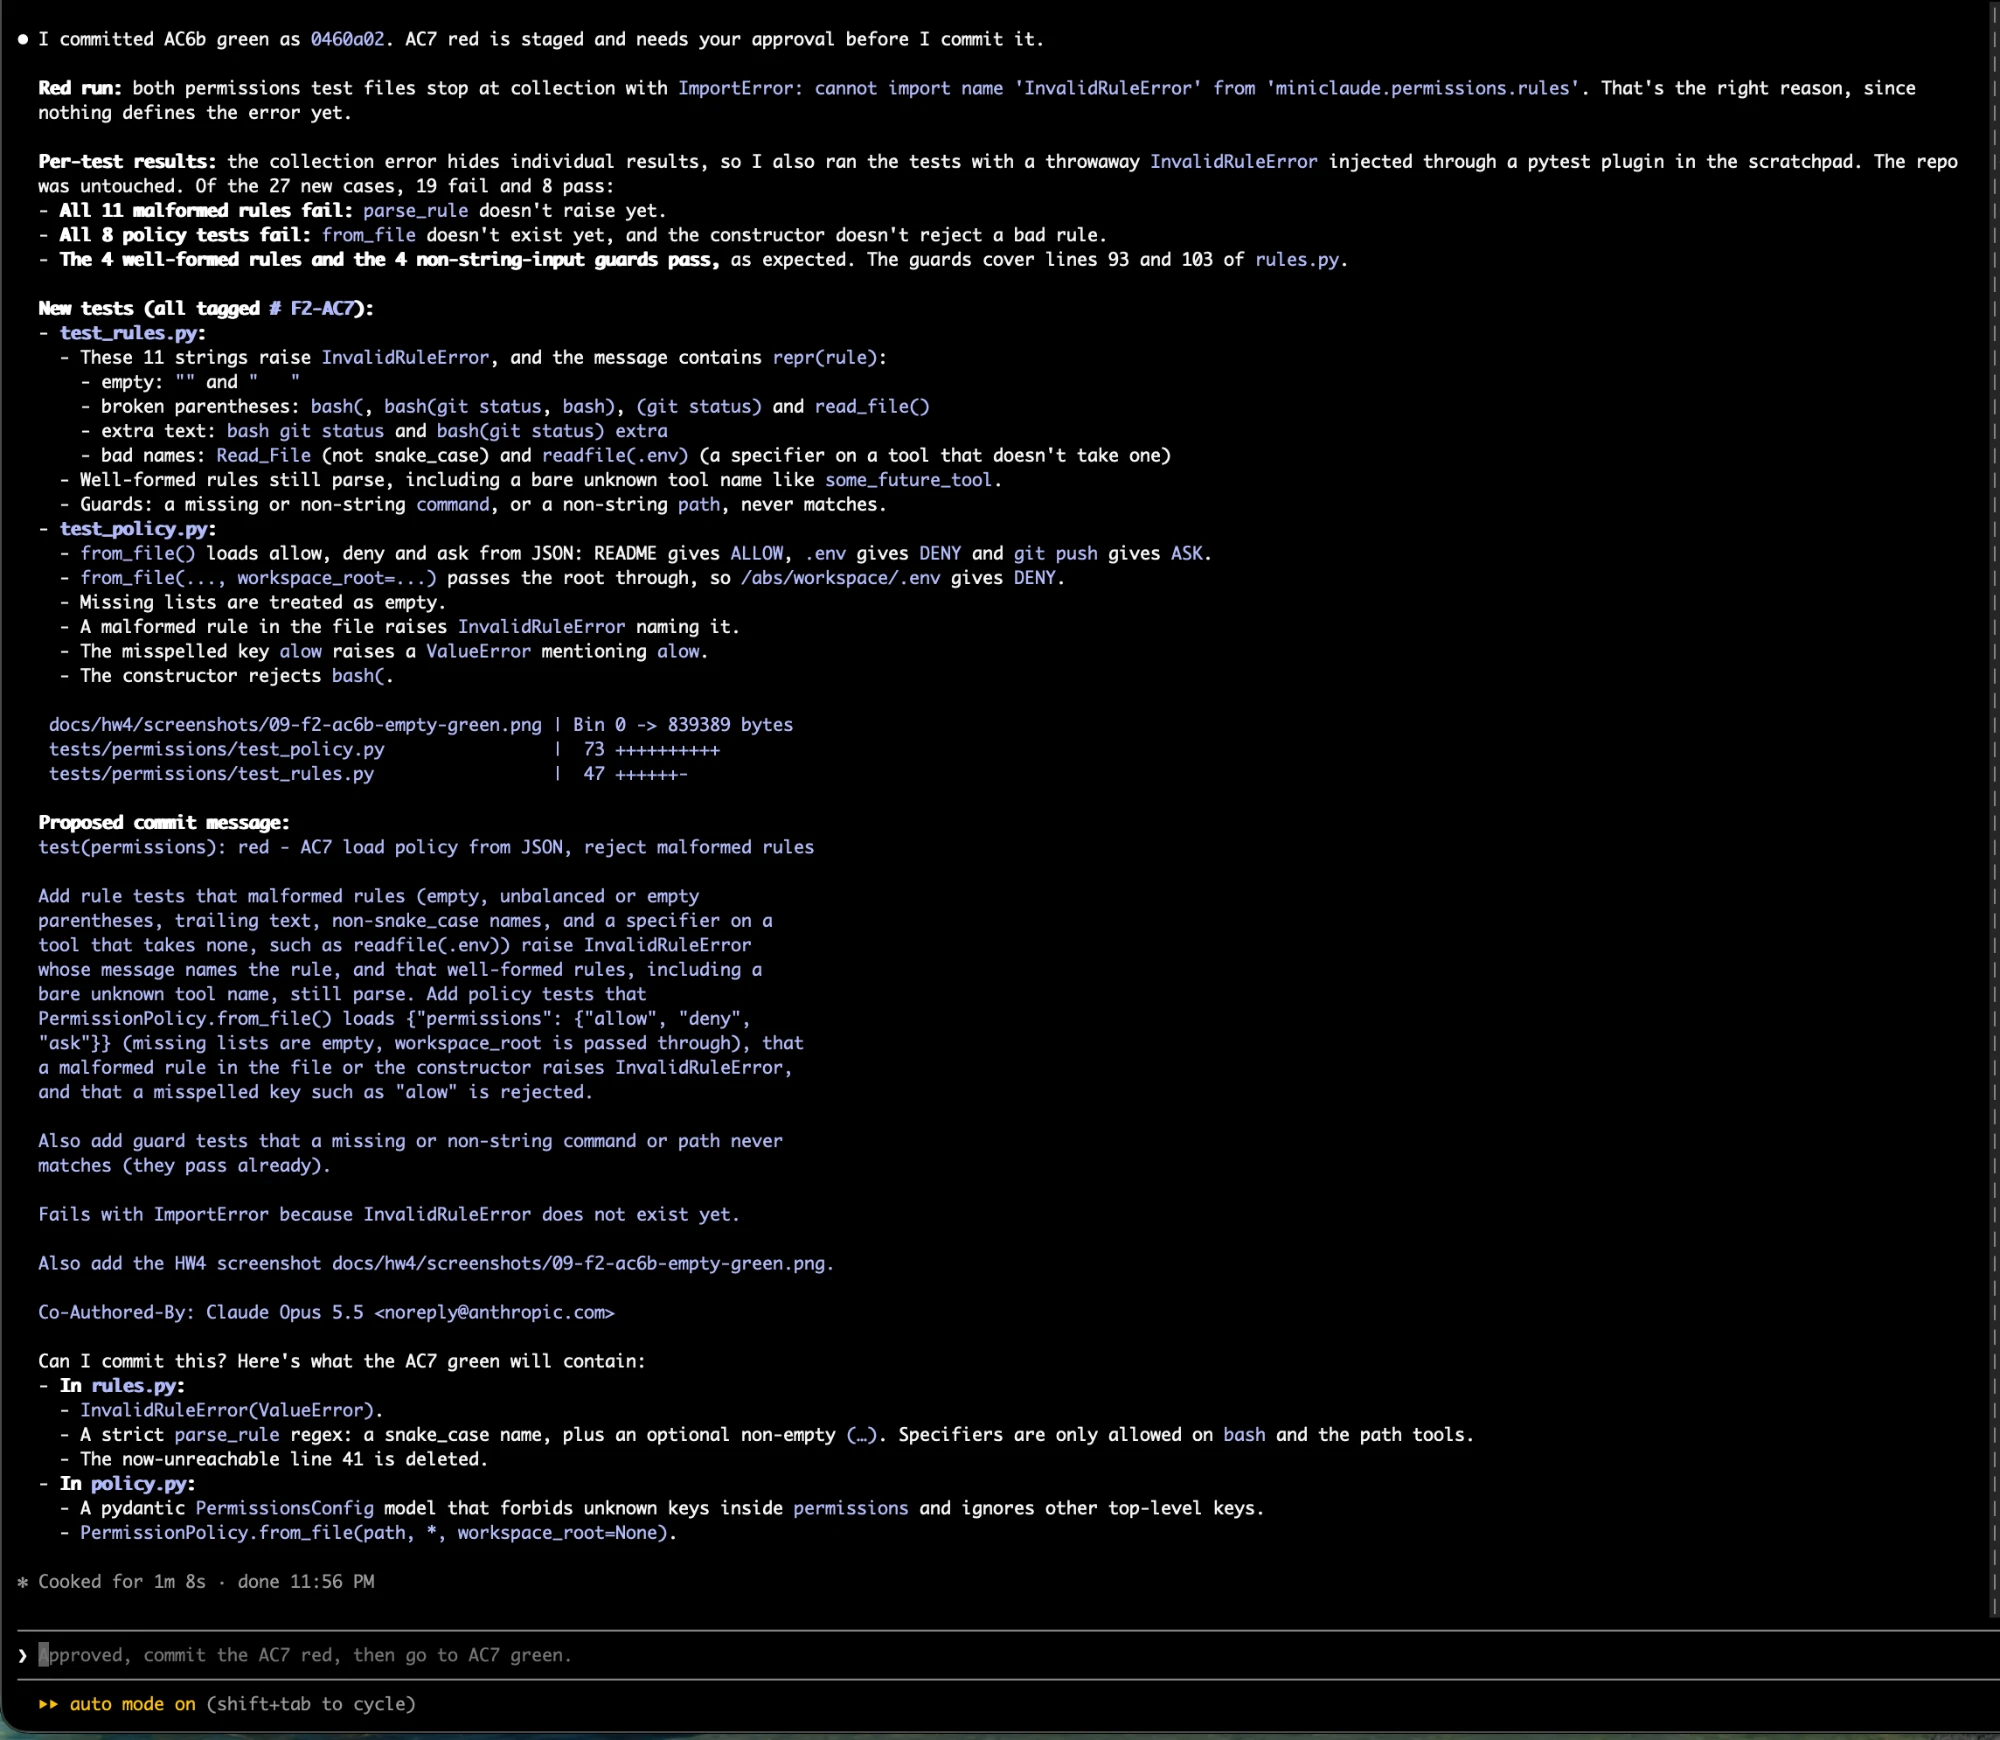 ● I committed AC6b green as 0460a02. AC7 red is staged and needs your approval before I commit it.
Red run: both permissions test files stop at collection with ImportError: cannot import name 'InvalidRuleError' from 'miniclaude.permissions.rules'. That's the right reason, since
nothing defines the error yet.
Per-test results: the collection error hides individual results, so I also ran the tests with a throwaway InvalidRuleError injected through a pytest plugin in the scratchpad. The repo
was untouched. Of the 27 new cases, 19 fail and 8 pass:
- All 11 malformed rules fail: parse_rule doesn't raise yet.
- All 8 policy tests fail: from_file doesn't exist yet, and the constructor doesn't reject a bad rule.
- The 4 well-formed rules and the 4 non-string-input guards pass, as expected. The guards cover lines 93 and 103 of rules.py.
New tests (all tagged # F2-AC7):
- test_rules.py:
  - These 11 strings raise InvalidRuleError, and the message contains repr(rule):
    - empty: "" and "   "
    - broken parentheses: bash(, bash(git status, bash), (git status) and read_file()
    - extra text: bash git status and bash(git status) extra
    - bad names: Read_File (not snake_case) and readfile(.env) (a specifier on a tool that doesn't take one)
  - Well-formed rules still parse, including a bare unknown tool name like some_future_tool.
  - Guards: a missing or non-string command, or a non-string path, never matches.
- test_policy.py:
  - from_file() loads allow, deny and ask from JSON: README gives ALLOW, .env gives DENY and git push gives ASK.
  - from_file(..., workspace_root=...) passes the root through, so /abs/workspace/.env gives DENY.
  - Missing lists are treated as empty.
  - A malformed rule in the file raises InvalidRuleError naming it.
  - The misspelled key alow raises a ValueError mentioning alow.
  - The constructor rejects bash(.
docs/hw4/screenshots/09-f2-ac6b-empty-green.png | Bin 0 -> 839389 bytes
tests/permissions/test_policy.py                |  73 ++++++++++
tests/permissions/test_rules.py                 |  47 ++++++-
Proposed commit message:
test(permissions): red - AC7 load policy from JSON, reject malformed rules
Add rule tests that malformed rules (empty, unbalanced or empty
parentheses, trailing text, non-snake_case names, and a specifier on a
tool that takes none, such as readfile(.env)) raise InvalidRuleError
whose message names the rule, and that well-formed rules, including a
bare unknown tool name, still parse. Add policy tests that
PermissionPolicy.from_file() loads {"permissions": {"allow", "deny",
"ask"}} (missing lists are empty, workspace_root is passed through), that
a malformed rule in the file or the constructor raises InvalidRuleError,
and that a misspelled key such as "alow" is rejected.
Also add guard tests that a missing or non-string command or path never
matches (they pass already).
Fails with ImportError because InvalidRuleError does not exist yet.
Also add the HW4 screenshot docs/hw4/screenshots/09-f2-ac6b-empty-green.png.
Co-Authored-By: Claude Opus 5.5 <noreply@anthropic.com>
Can I commit this? Here's what the AC7 green will contain:
- In rules.py:
  - InvalidRuleError(ValueError).
  - A strict parse_rule regex: a snake_case name, plus an optional non-empty (…). Specifiers are only allowed on bash and the path tools.
  - The now-unreachable line 41 is deleted.
- In policy.py:
  - A pydantic PermissionsConfig model that forbids unknown keys inside permissions and ignores other top-level keys.
  - PermissionPolicy.from_file(path, *, workspace_root=None).
✻ Cooked for 1m 8s · done 11:56 PM
❯ Approved, commit the AC7 red, then go to AC7 green.
⏵⏵ auto mode on (shift+tab to cycle)